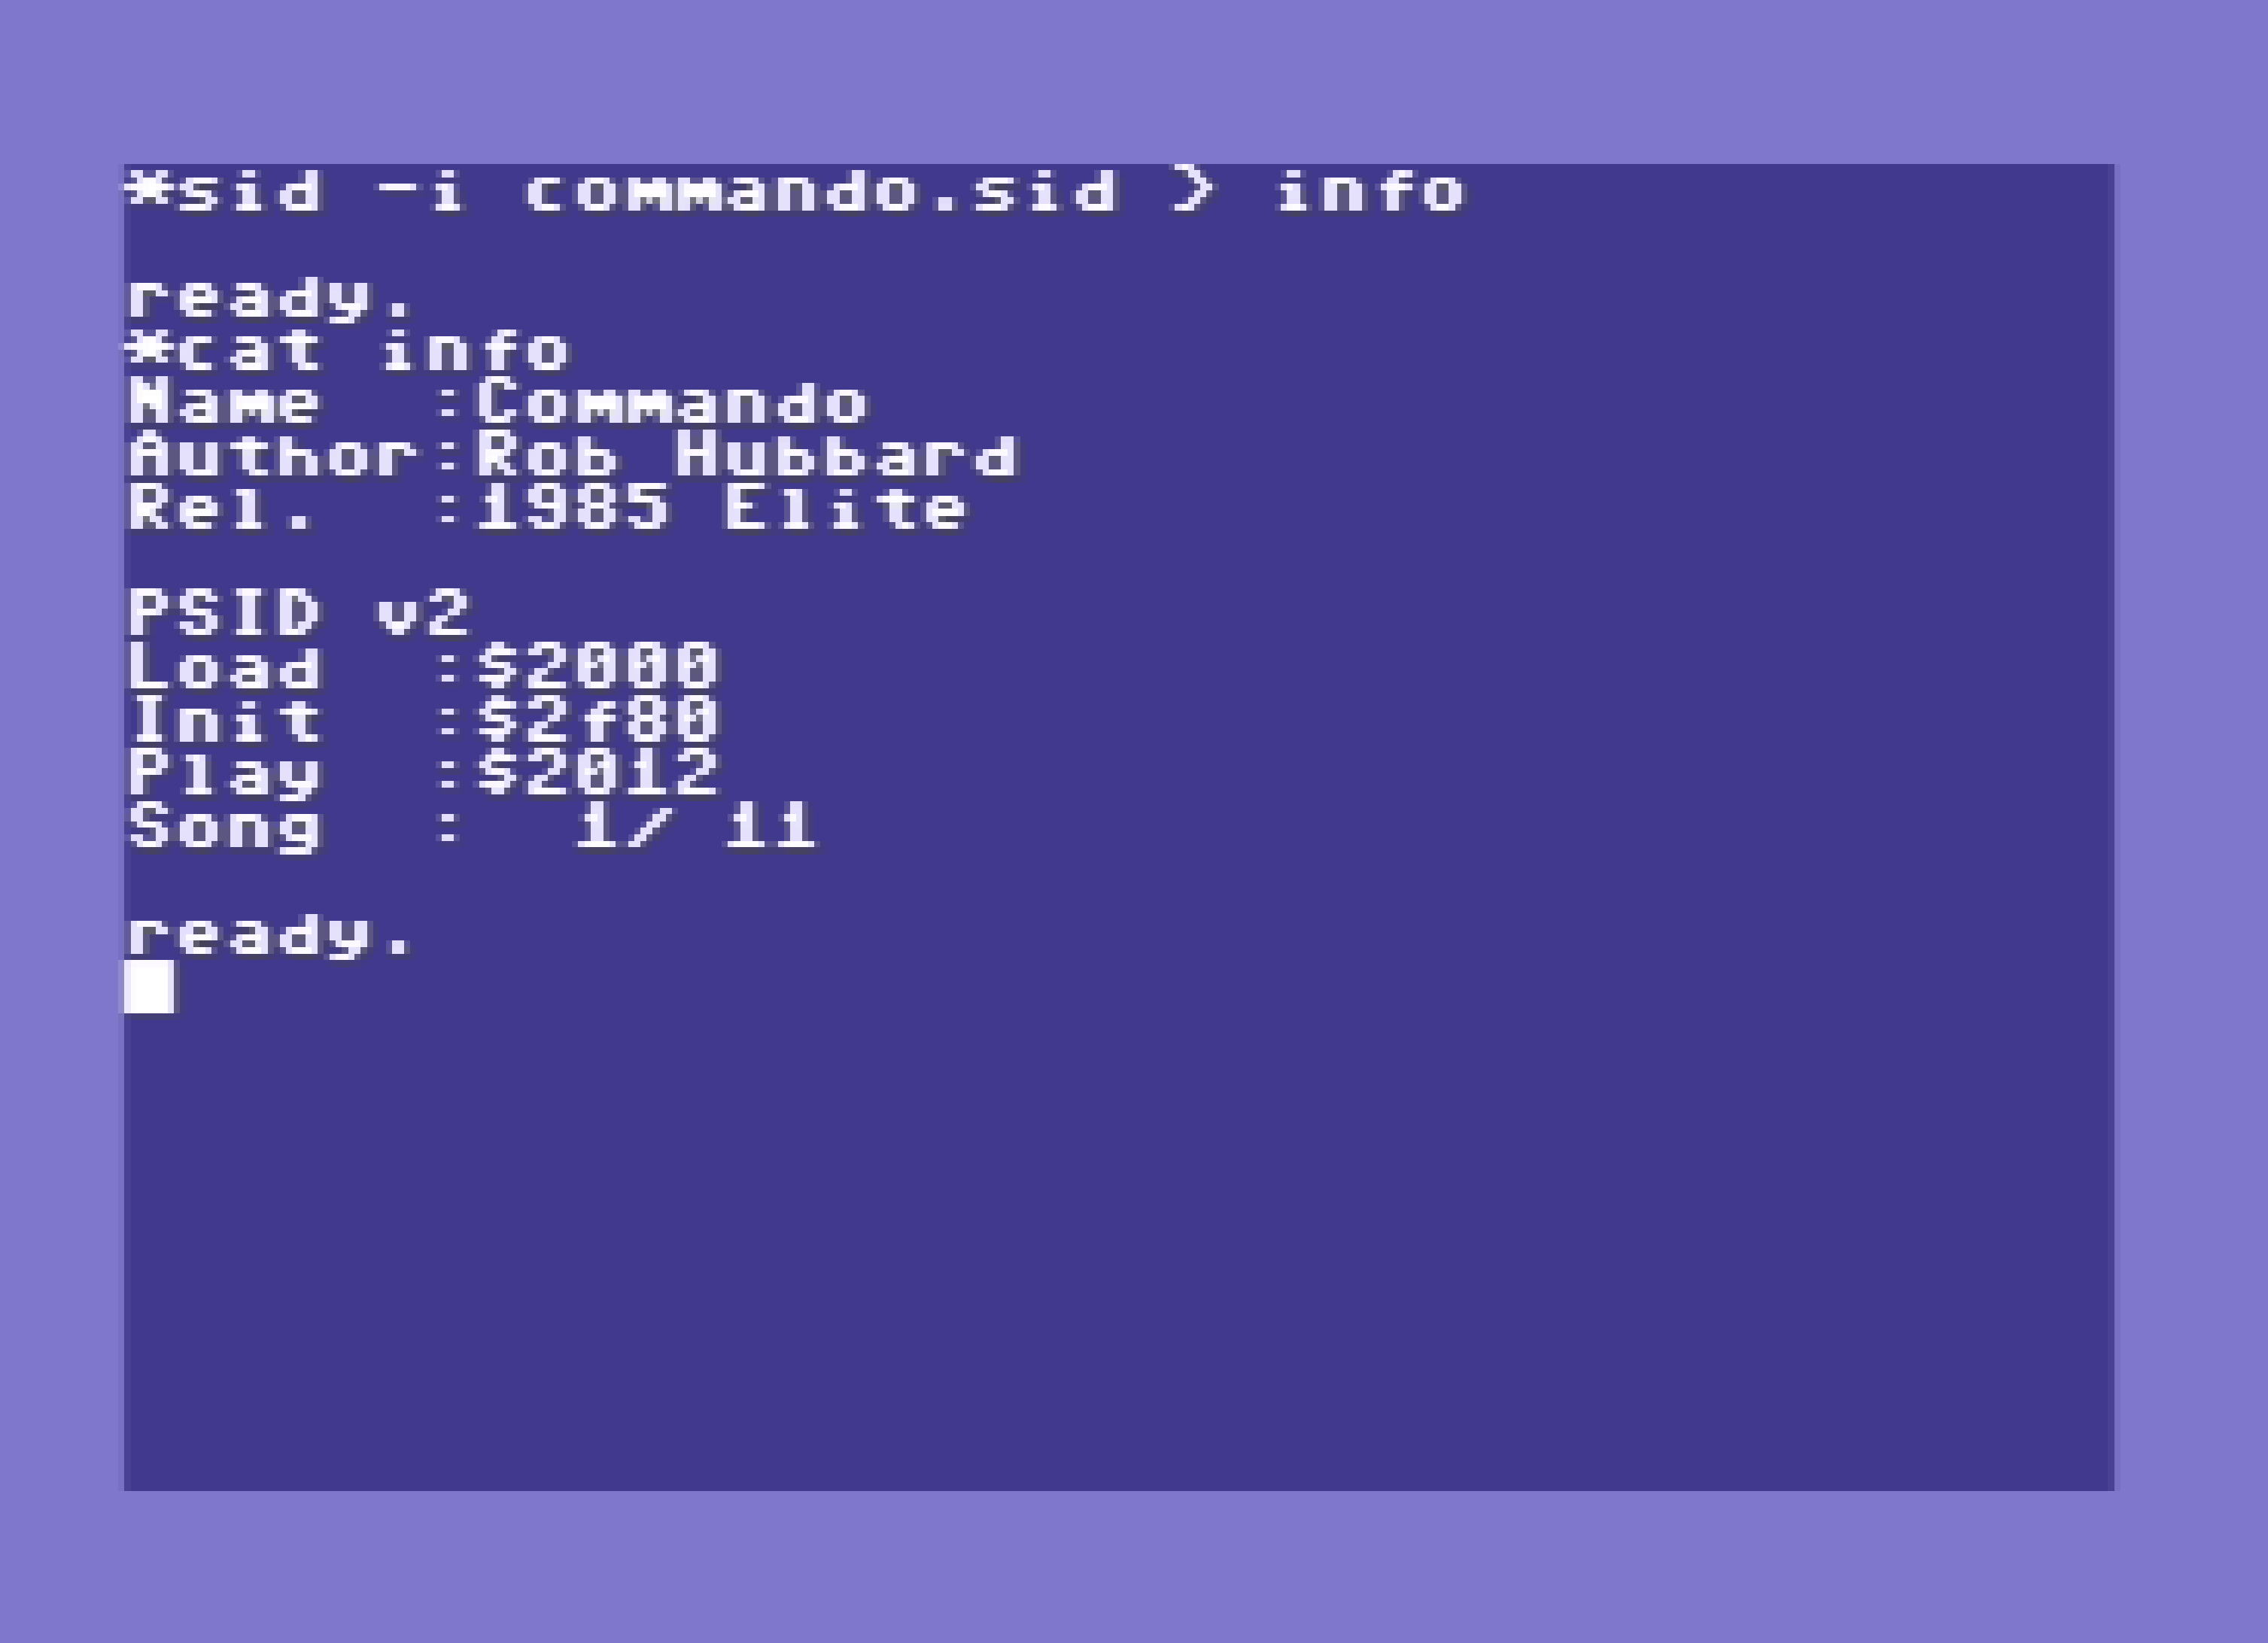 *sid -i commando.sid > info
ready.
*cat info
Name  :Commando
Author:Rob Hubbard
Rel.  :1985 Elite
PSID v2
Load  :$2000
Init  :$2f80
Play  :$2012
Song  :  1/ 11
ready.